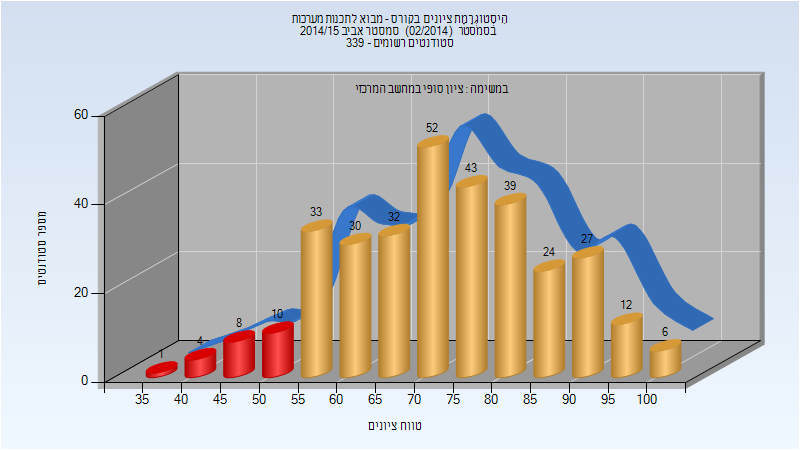 היסטוגרמת ציונים בקורס - מבוא לתכנות מערכות
בסמסטר (02/2014) סמסטר אביב 2014/15
סטודנטים רשומים - 339
במשימה : ציון סופי במחשב המרכזי
60
40
20
0
מספר סטודנטים
1
4
8
10
33
30
32
52
43
39
24
27
12
6
35 40 45 50 55 60 65 70 75 80 85 90 95 100
טווח ציונים